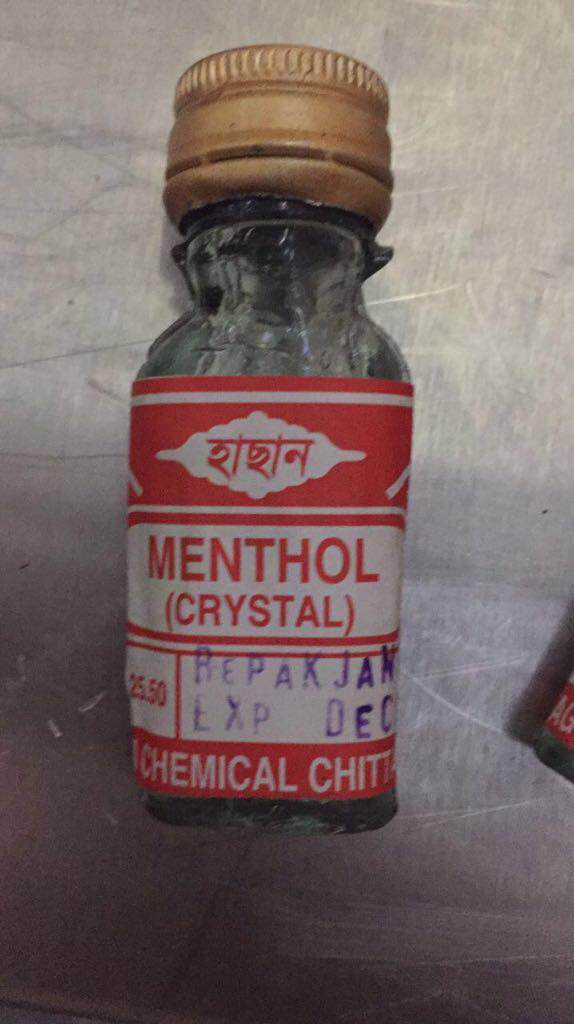 হাছান
MENTHOL
(CRYSTAL)
25.50
REPAK JAN
EXP DEC
CHEMICAL